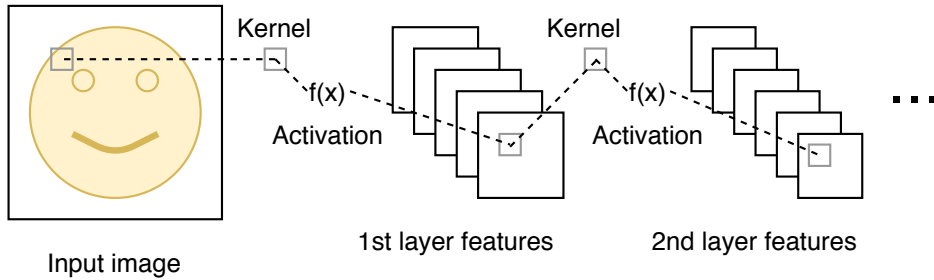 Kernel
f(x)
Activation
Kernel
f(x)
Activation
...
Input image
1st layer features
2nd layer features